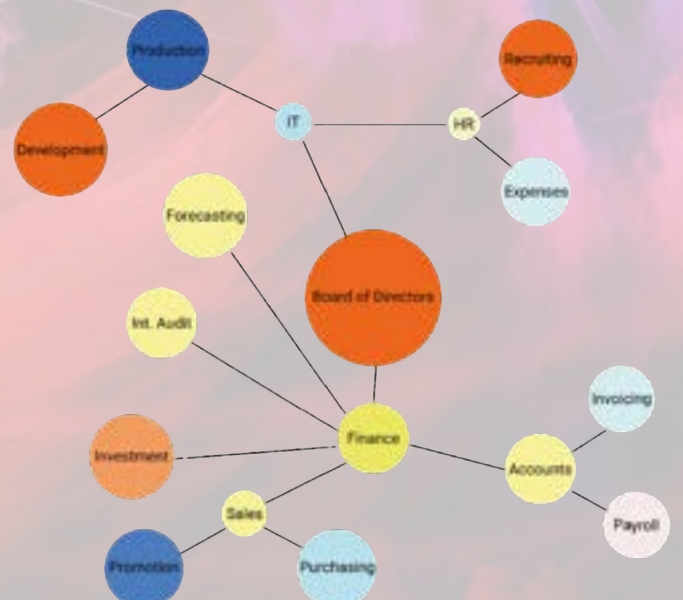 Production
Recruiting
IT
HR
Development
Expenses
Forecasting
Board of Directors
Int. Audit
Invoicing
Finance
Investment
Accounts
Sales
Payroll
Promotion
Purchasing